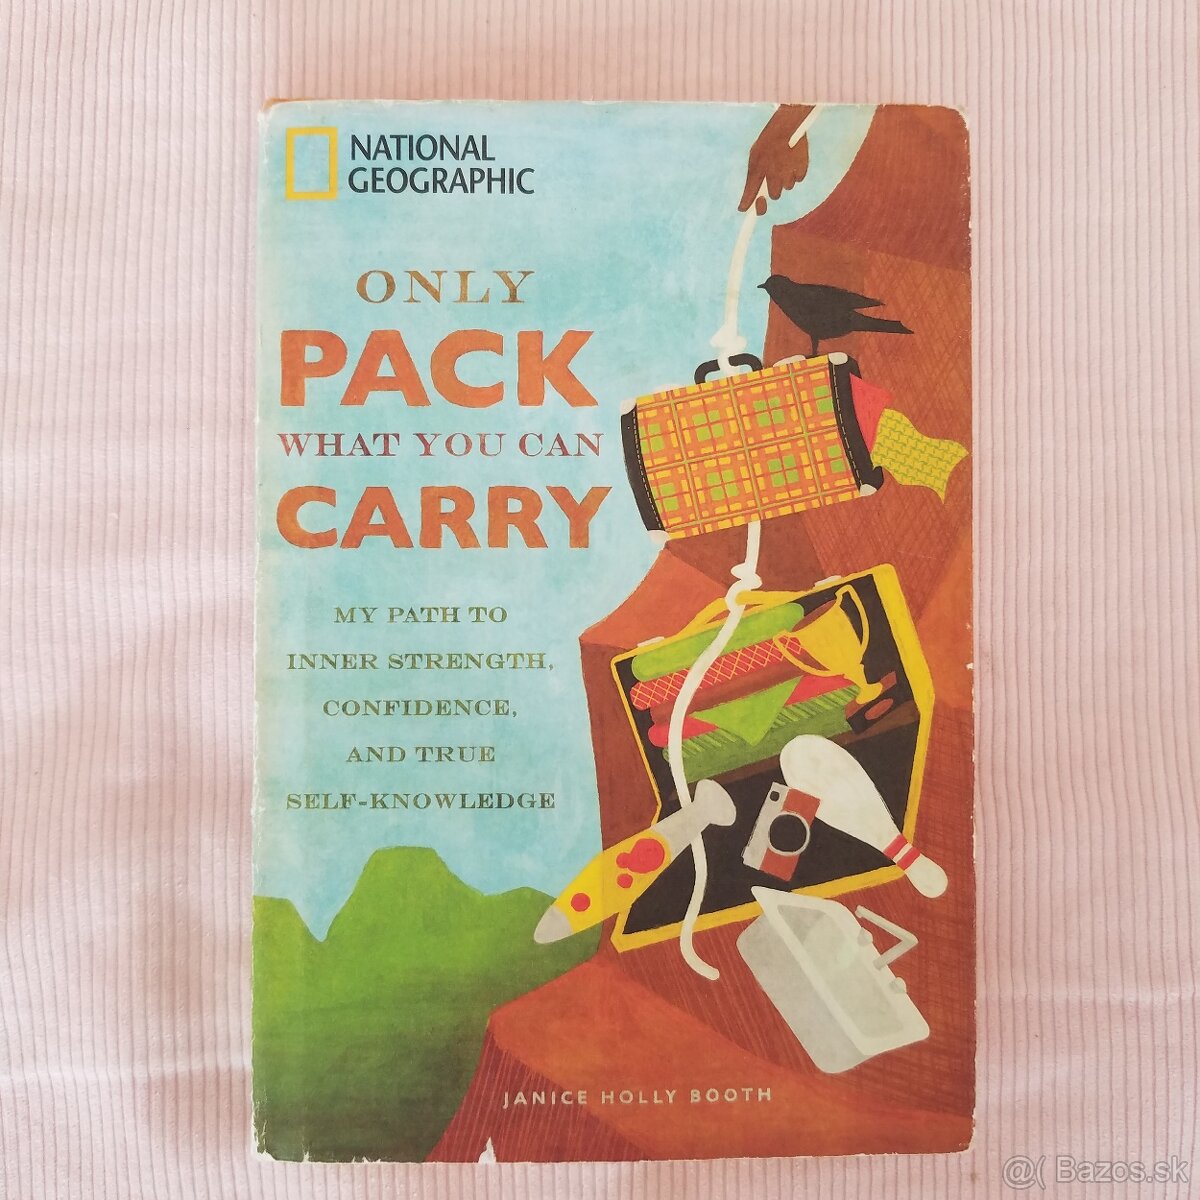 NATIONAL
GEOGRAPHIC
ONLY
PACK
WHAT YOU CAN
CARRY
MY PATH TO
INNER STRENGTH,
CONFIDENCE,
AND TRUE
SELF-KNOWLEDGE
JANICE HOLLY BOOTH
@( Bazos.sk